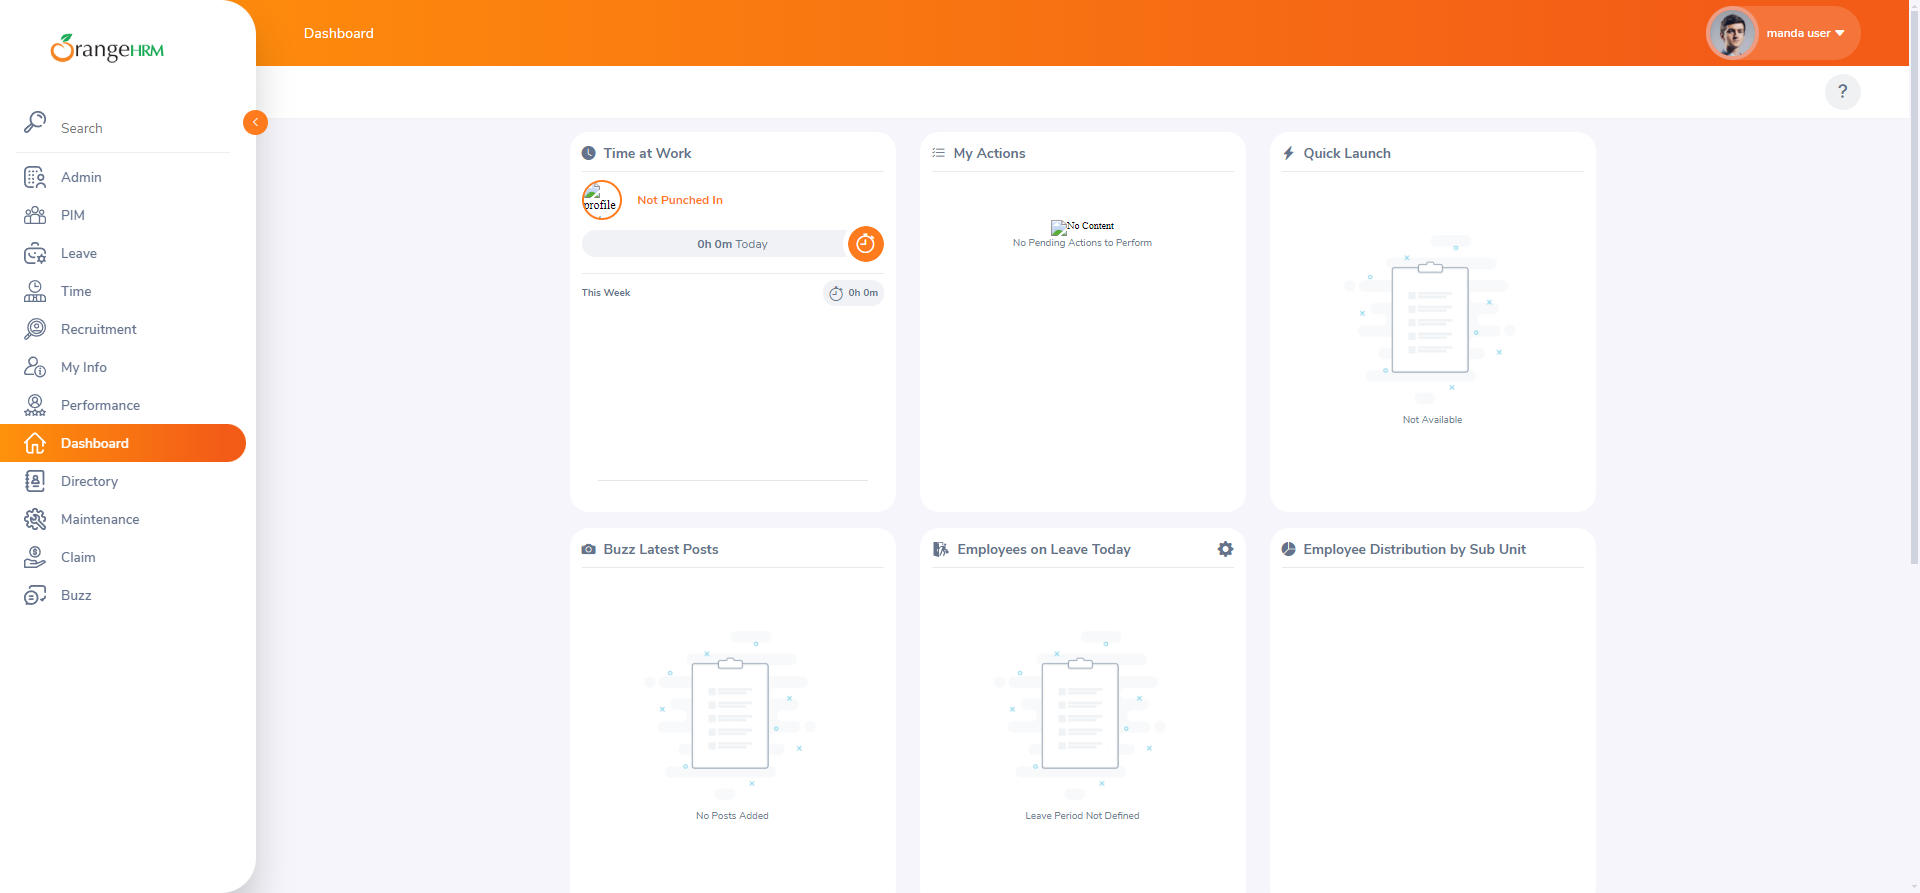 OrangeHRM
Dashboard
manda user
?
Search
Admin
PIM
Leave
Time
Recruitment
My Info
Performance
Dashboard
Directory
Maintenance
Claim
Buzz
Time at Work
profile
Not Punched In
0h 0m Today
This Week
0h 0m
My Actions
No Content
No Pending Actions to Perform
Quick Launch
Not Available
Buzz Latest Posts
No Posts Added
Employees on Leave Today
Leave Period Not Defined
Employee Distribution by Sub Unit